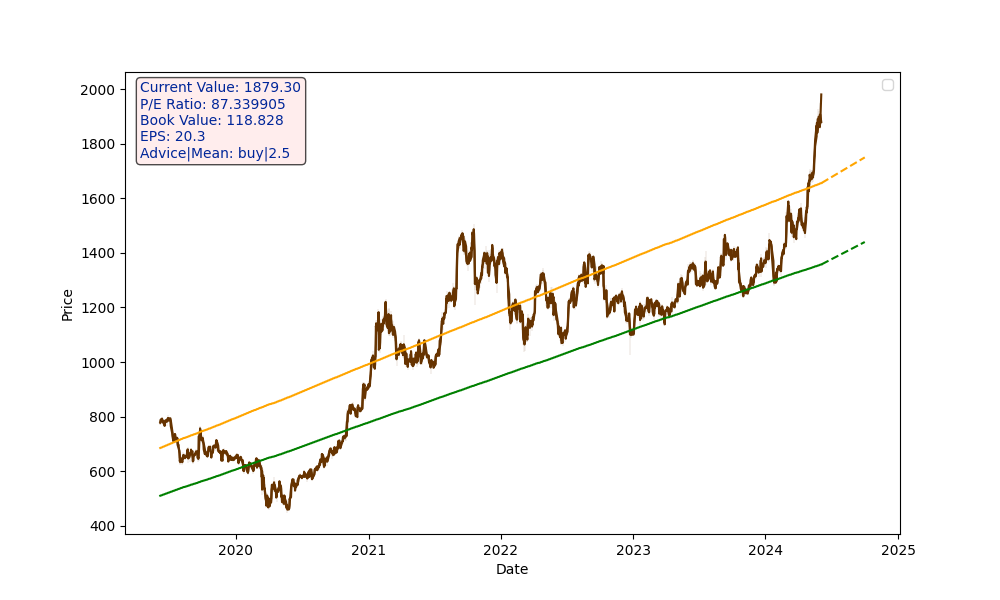 Current Value: 1879.30
P/E Ratio: 87.339905
Book Value: 118.828
EPS: 20.3
Advice|Mean: buy|2.5
2000
1800
1600
1400
1200
1000
800
600
400
Price
2020
2021
2022
2023
2024
2025
Date